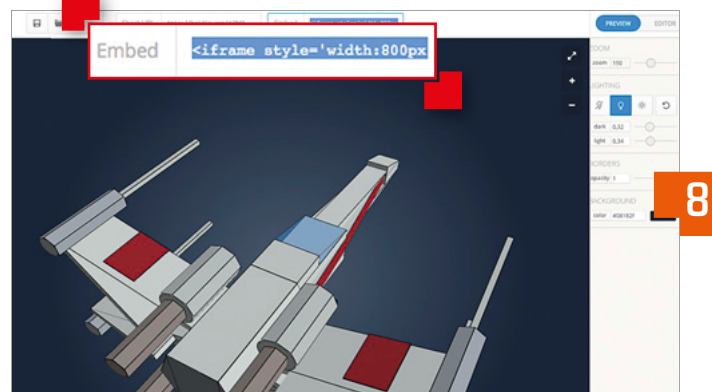 PREVIEW EDITOR
Embed <iframe style='width:800px
ZOOM
zoom 150
LIGHTING
dark 0,32
light 0,34
BORDERS
opacity 1
8
BACKGROUND
color